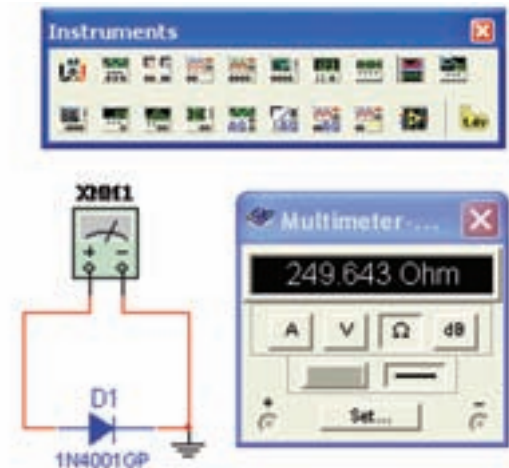 Instruments
XMM1
Multimeter-...
249.643 Ohm
A V Ω dB
+ −
Set...
+ −
D1
1N4001GP